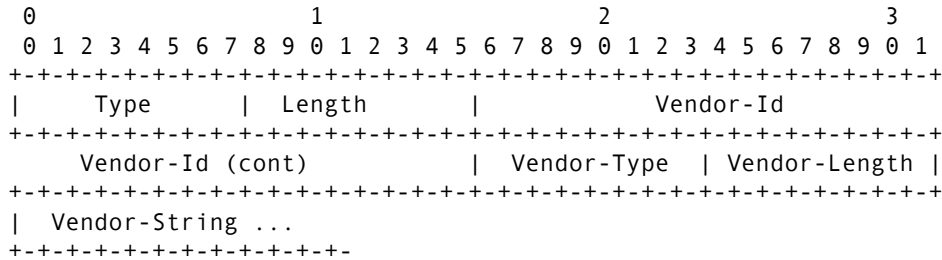 0                   1                   2                   3
 0 1 2 3 4 5 6 7 8 9 0 1 2 3 4 5 6 7 8 9 0 1 2 3 4 5 6 7 8 9 0 1
+-+-+-+-+-+-+-+-+-+-+-+-+-+-+-+-+-+-+-+-+-+-+-+-+-+-+-+-+-+-+-+-+
|     Type      |  Length       |            Vendor-Id
+-+-+-+-+-+-+-+-+-+-+-+-+-+-+-+-+-+-+-+-+-+-+-+-+-+-+-+-+-+-+-+-+
     Vendor-Id (cont)           |  Vendor-Type  | Vendor-Length |
+-+-+-+-+-+-+-+-+-+-+-+-+-+-+-+-+-+-+-+-+-+-+-+-+-+-+-+-+-+-+-+-+
|  Vendor-String ...
+-+-+-+-+-+-+-+-+-+-+-+-